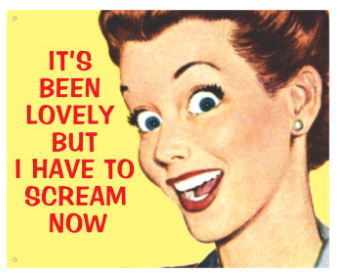 IT'S
BEEN
LOVELY
BUT
I HAVE TO
SCREAM
NOW